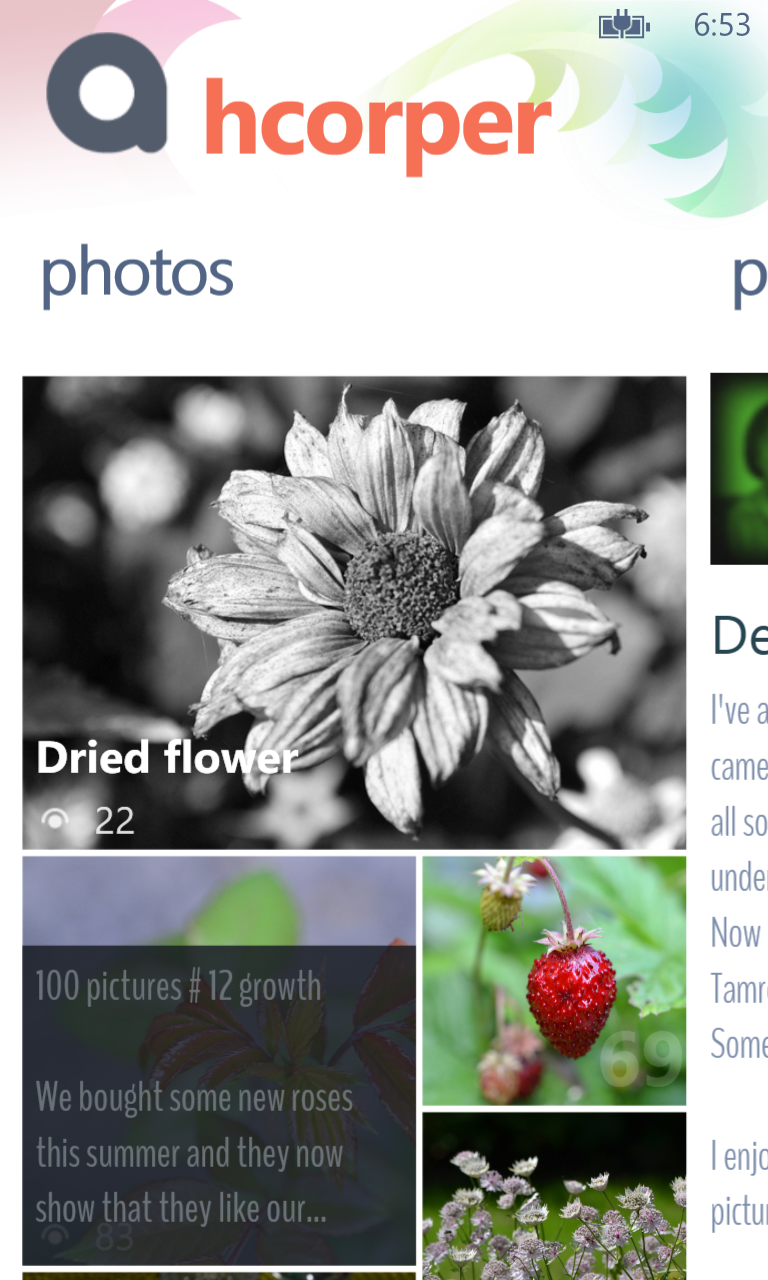 6:53
a hcorper
photos
p
Dried flower
22
100 pictures # 12 growth
We bought some new roses
this summer and they now
show that they like our...
83
69
De
I've a
came
all so
under
Now
Tamr
Some
I enjo
pictu